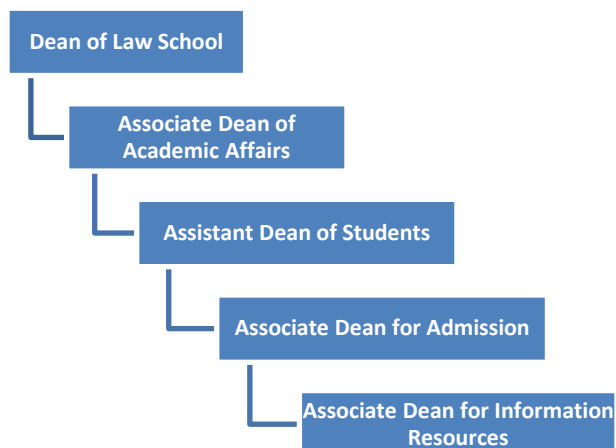 Dean of Law School
Associate Dean of
Academic Affairs
Assistant Dean of Students
Associate Dean for Admission
Associate Dean for Information
Resources